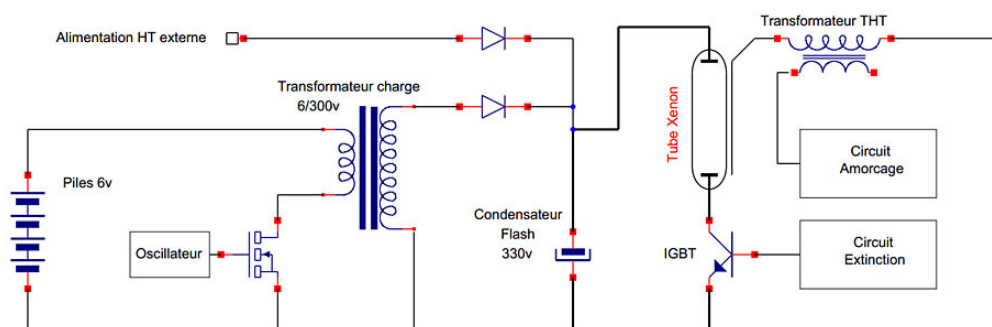 Transformateur THT
Alimentation HT externe
Transformateur charge
6/300v
Tube Xenon
Circuit
Amorcage
Piles 6v
Condensateur
Flash
330v
Oscillateur
IGBT
Circuit
Extinction